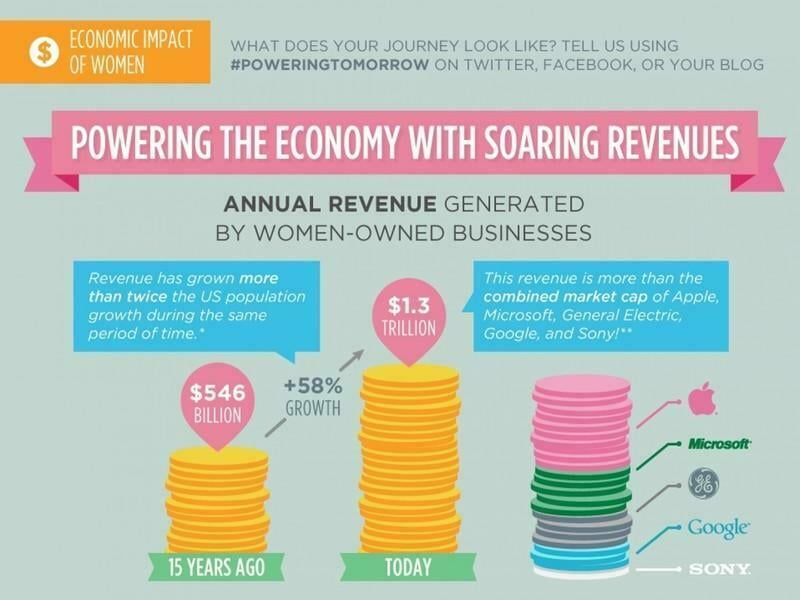 $
ECONOMIC IMPACT
OF WOMEN
WHAT DOES YOUR JOURNEY LOOK LIKE? TELL US USING
#POWERINGTOMORROW ON TWITTER, FACEBOOK, OR YOUR BLOG
POWERING THE ECONOMY WITH SOARING REVENUES
ANNUAL REVENUE GENERATED
BY WOMEN-OWNED BUSINESSES
Revenue has grown more
than twice the US population
growth during the same
period of time.*
$1.3
TRILLION
This revenue is more than the
combined market cap of Apple,
Microsoft, General Electric,
Google, and Sony!**
$546
BILLION
+58%
GROWTH
Microsoft
GE
Google
SONY
15 YEARS AGO
TODAY